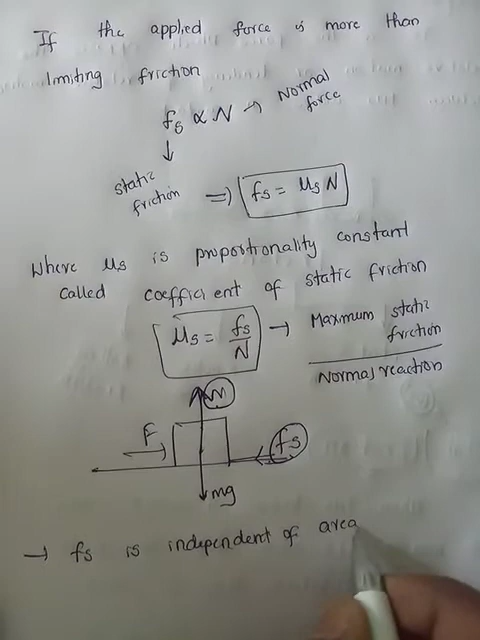 If the applied force is more than
limiting friction
fs ∝ N → Normal force
↓
static friction ⇒ fs = μs N
Where μs is proportionality constant
called coefficient of static friction
μs = fs/N → Maximum static friction / Normal reaction
N
F
fs
mg
→ fs is independent of area